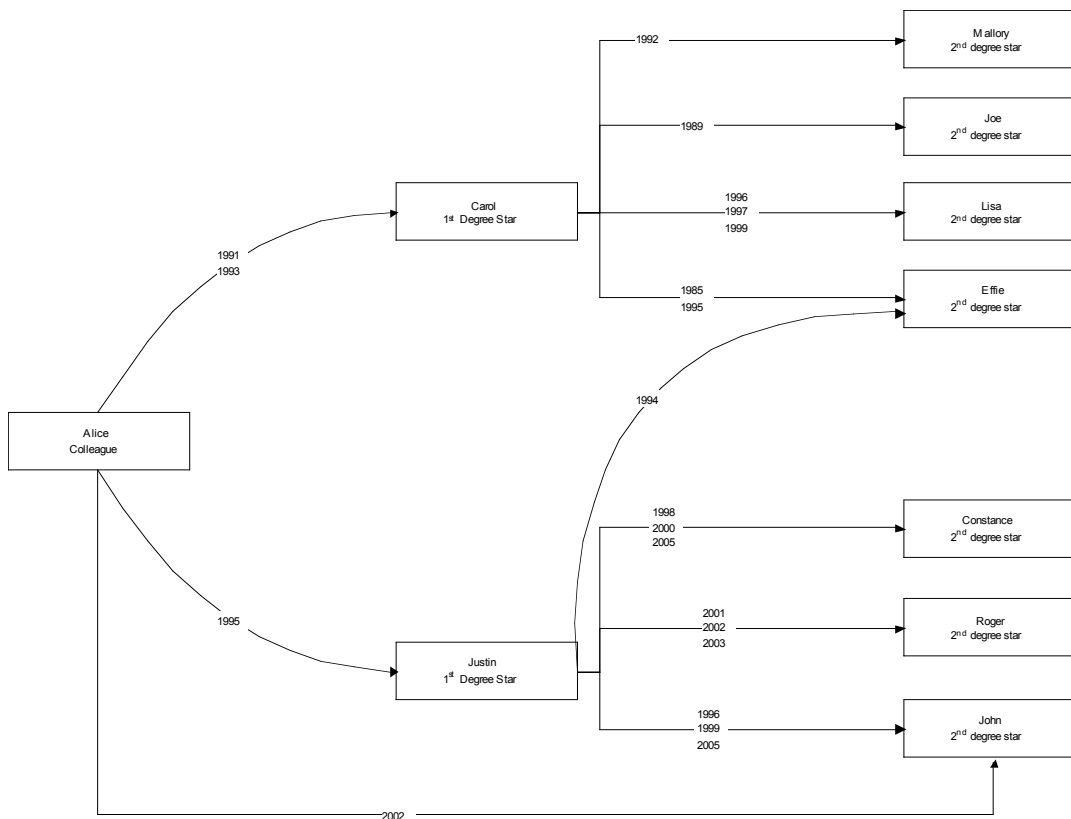 Mallory
2nd degree star
1992
Joe
2nd degree star
1989
Carol
1st Degree Star
1996
1997
1999
Lisa
2nd degree star
1991
1993
1985
1995
Effie
2nd degree star
1994
Alice
Colleague
1998
2000
2005
Constance
2nd degree star
1995
2001
2002
2003
Roger
2nd degree star
Justin
1st Degree Star
1996
1999
2005
John
2nd degree star
2002